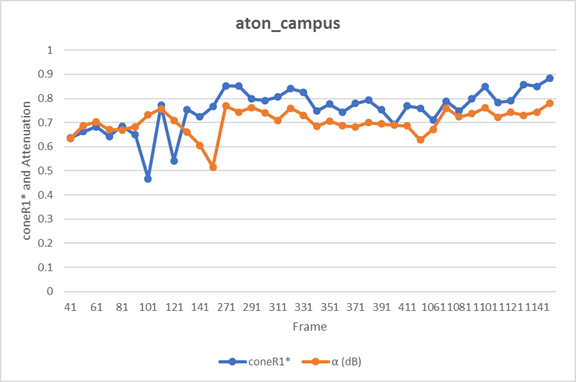 aton_campus
1
0.9
0.8
0.7
0.6
0.5
0.4
0.3
0.2
0.1
0
coneR1* and Attenuation
41 61 81 101 121 141 271 291 311 331 351 371 391 411 1061 1081 1101 1121 1141
Frame
coneR1* α (dB)